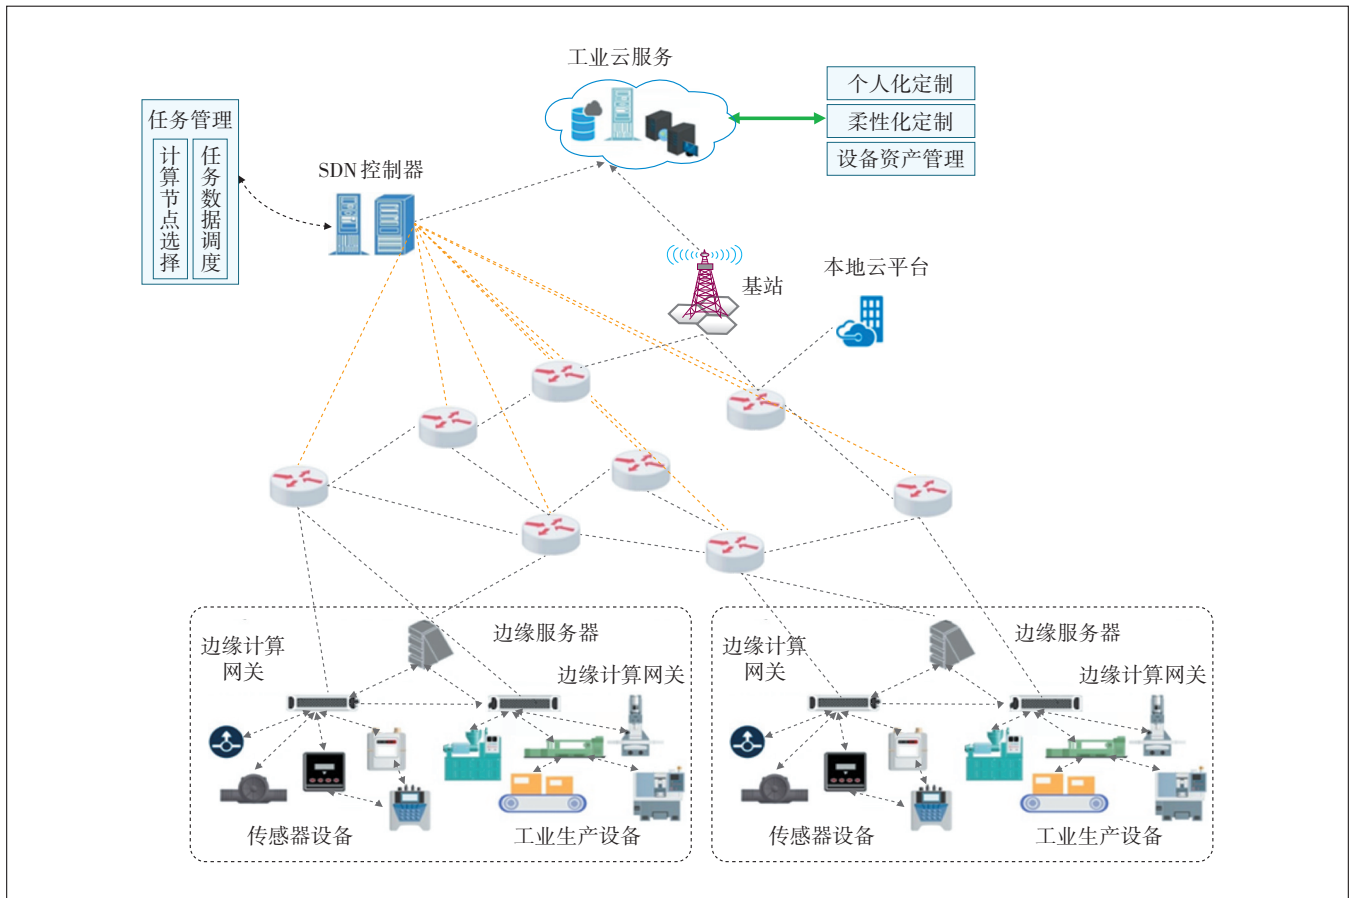 工业云服务
个人化定制
柔性化定制
设备资产管理
任务管理
计算节点选择
任务数据调度
SDN 控制器
基站
本地云平台
边缘计算
网关
边缘服务器
边缘计算网关
传感器设备
工业生产设备
边缘计算
网关
边缘服务器
边缘计算网关
传感器设备
工业生产设备